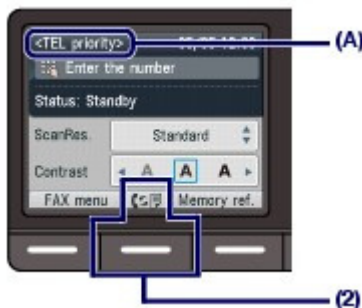 <TEL priority>
(A)
Enter the number
Status: Standby
ScanRes. Standard
Contrast A A A
FAX menu Memory ref.
(2)